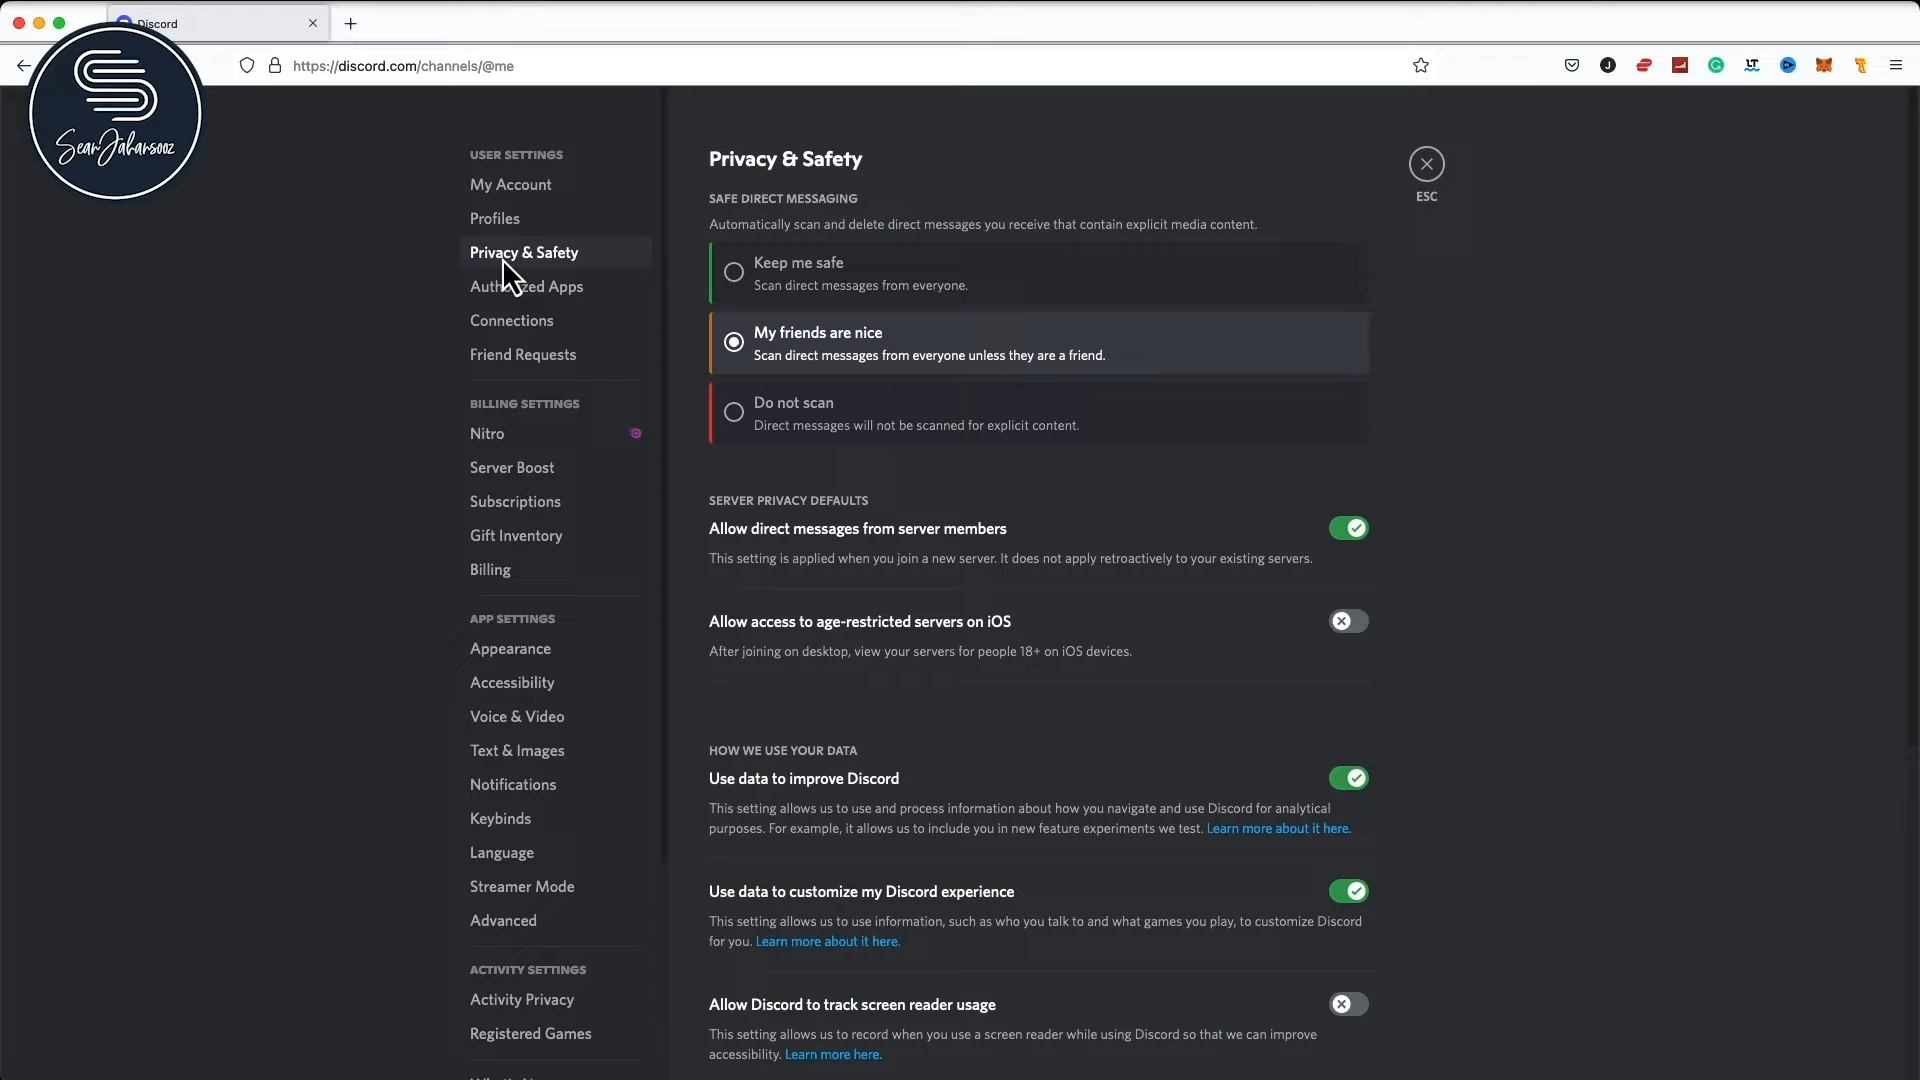 Discord
https://discord.com/channels/@me
Sean Jahansooz
USER SETTINGS
My Account
Profiles
Privacy & Safety
Authorized Apps
Connections
Friend Requests
BILLING SETTINGS
Nitro
Server Boost
Subscriptions
Gift Inventory
Billing
APP SETTINGS
Appearance
Accessibility
Voice & Video
Text & Images
Notifications
Keybinds
Language
Streamer Mode
Advanced
ACTIVITY SETTINGS
Activity Privacy
Registered Games
Privacy & Safety
ESC
SAFE DIRECT MESSAGING
Automatically scan and delete direct messages you receive that contain explicit media content.
Keep me safe
Scan direct messages from everyone.
My friends are nice
Scan direct messages from everyone unless they are a friend.
Do not scan
Direct messages will not be scanned for explicit content.
SERVER PRIVACY DEFAULTS
Allow direct messages from server members
This setting is applied when you join a new server. It does not apply retroactively to your existing servers.
Allow access to age-restricted servers on iOS
After joining on desktop, view your servers for people 18+ on iOS devices.
HOW WE USE YOUR DATA
Use data to improve Discord
This setting allows us to use and process information about how you navigate and use Discord for analytical
purposes. For example, it allows us to include you in new feature experiments we test. Learn more about it here.
Use data to customize my Discord experience
This setting allows us to use information, such as who you talk to and what games you play, to customize Discord
for you. Learn more about it here.
Allow Discord to track screen reader usage
This setting allows us to record when you use a screen reader while using Discord so that we can improve
accessibility. Learn more here.